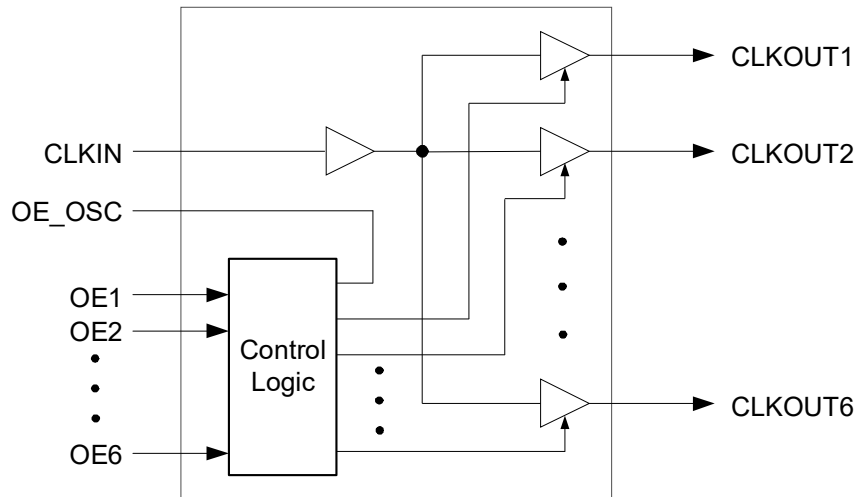 CLKOUT1
CLKIN
CLKOUT2
OE_OSC
OE1
OE2
Control
Logic
CLKOUT6
OE6